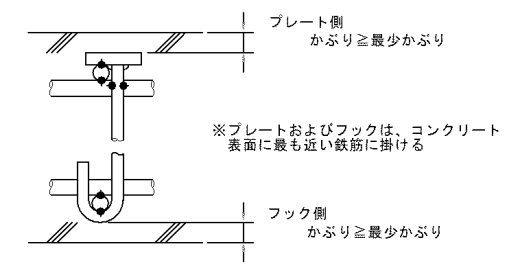 プレート側
かぶり≧最少かぶり
※プレートおよびフックは、コンクリート
表面に最も近い鉄筋に掛ける
フック側
かぶり≧最少かぶり